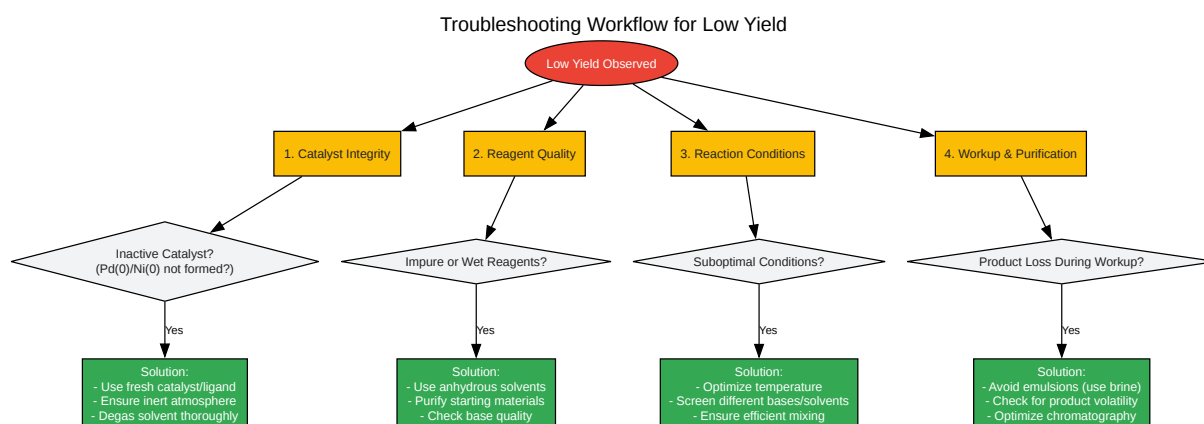 Troubleshooting Workflow for Low Yield
Low Yield Observed
1. Catalyst Integrity
2. Reagent Quality
3. Reaction Conditions
4. Workup & Purification
Inactive Catalyst?
(Pd(0)/Ni(0) not formed?)
Impure or Wet Reagents?
Suboptimal Conditions?
Product Loss During Workup?
Yes
Yes
Yes
Yes
Solution:
- Use fresh catalyst/ligand
- Ensure inert atmosphere
- Degas solvent thoroughly
Solution:
- Use anhydrous solvents
- Purify starting materials
- Check base quality
Solution:
- Optimize temperature
- Screen different bases/solvents
- Ensure efficient mixing
Solution:
- Avoid emulsions (use brine)
- Check for product volatility
- Optimize chromatography